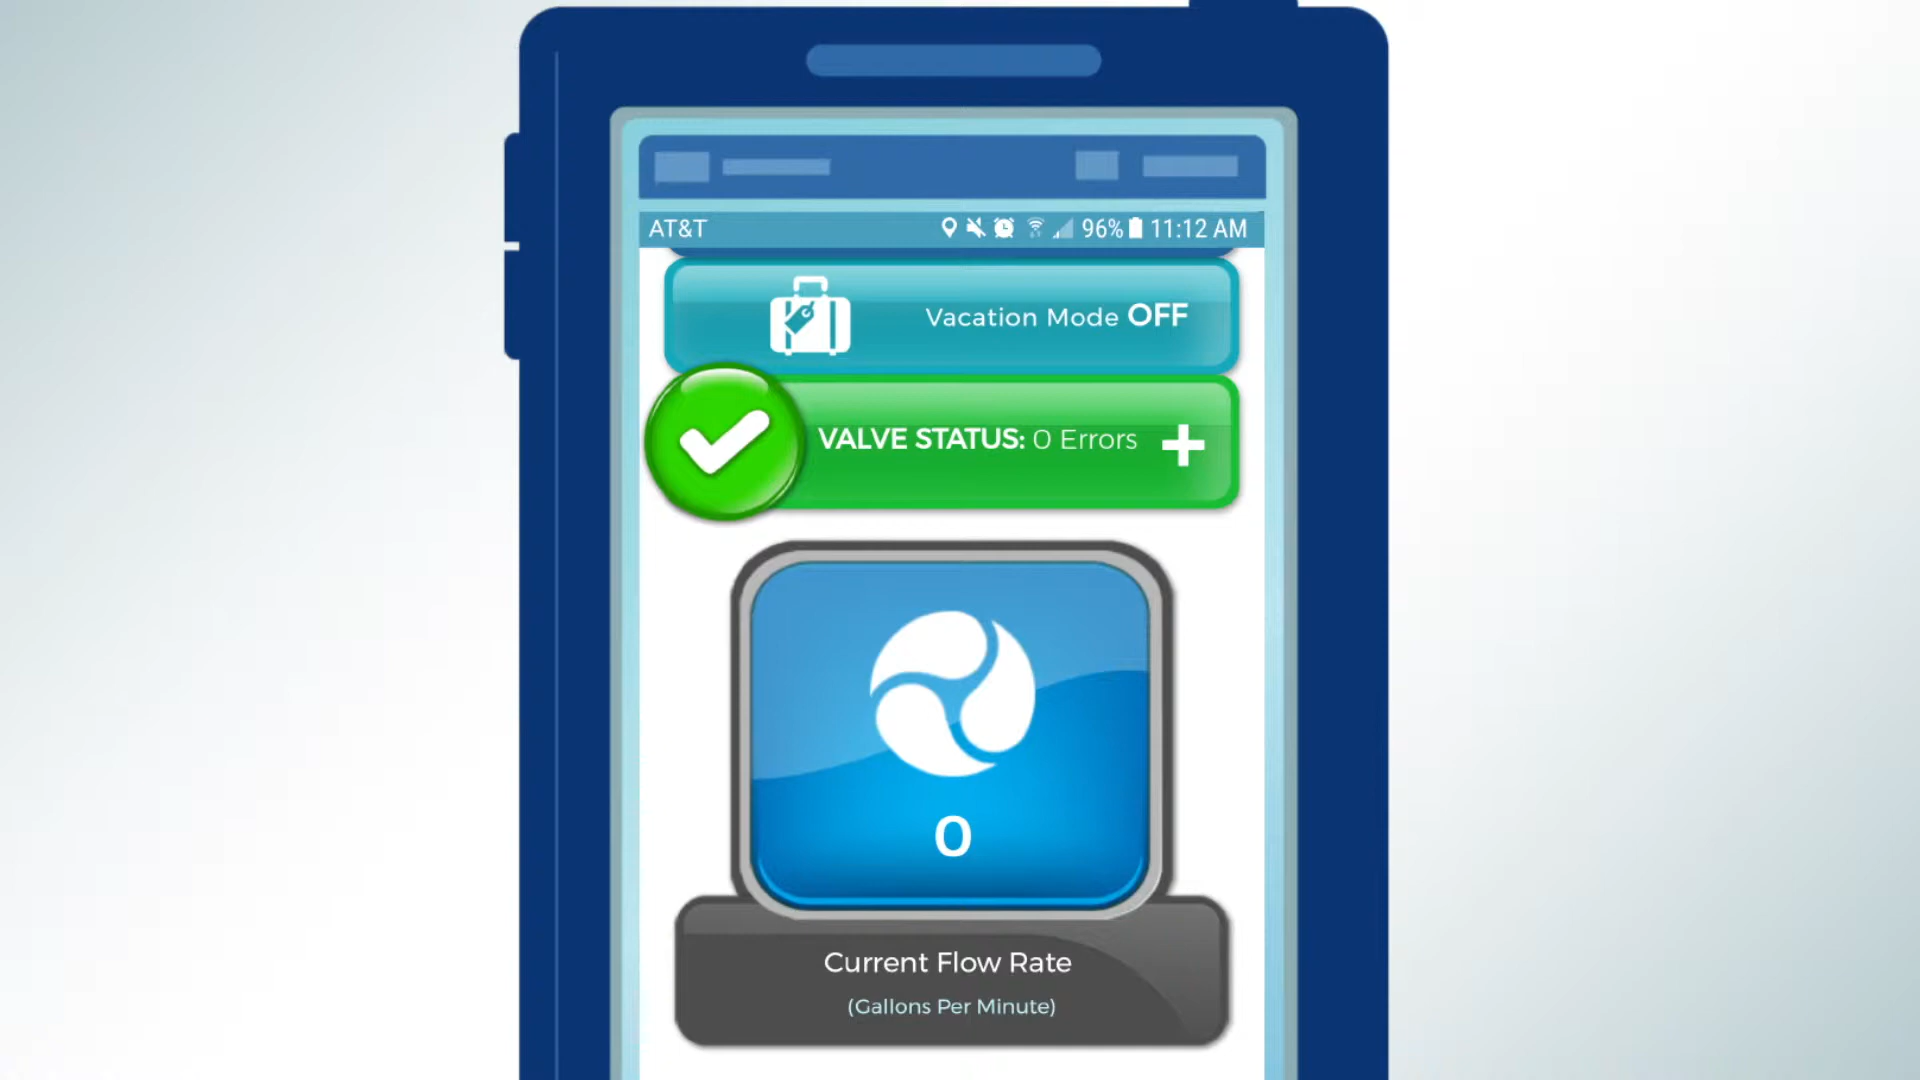 AT&T 96% 11:12 AM
Vacation Mode OFF
VALVE STATUS: 0 Errors
0
Current Flow Rate
(Gallons Per Minute)